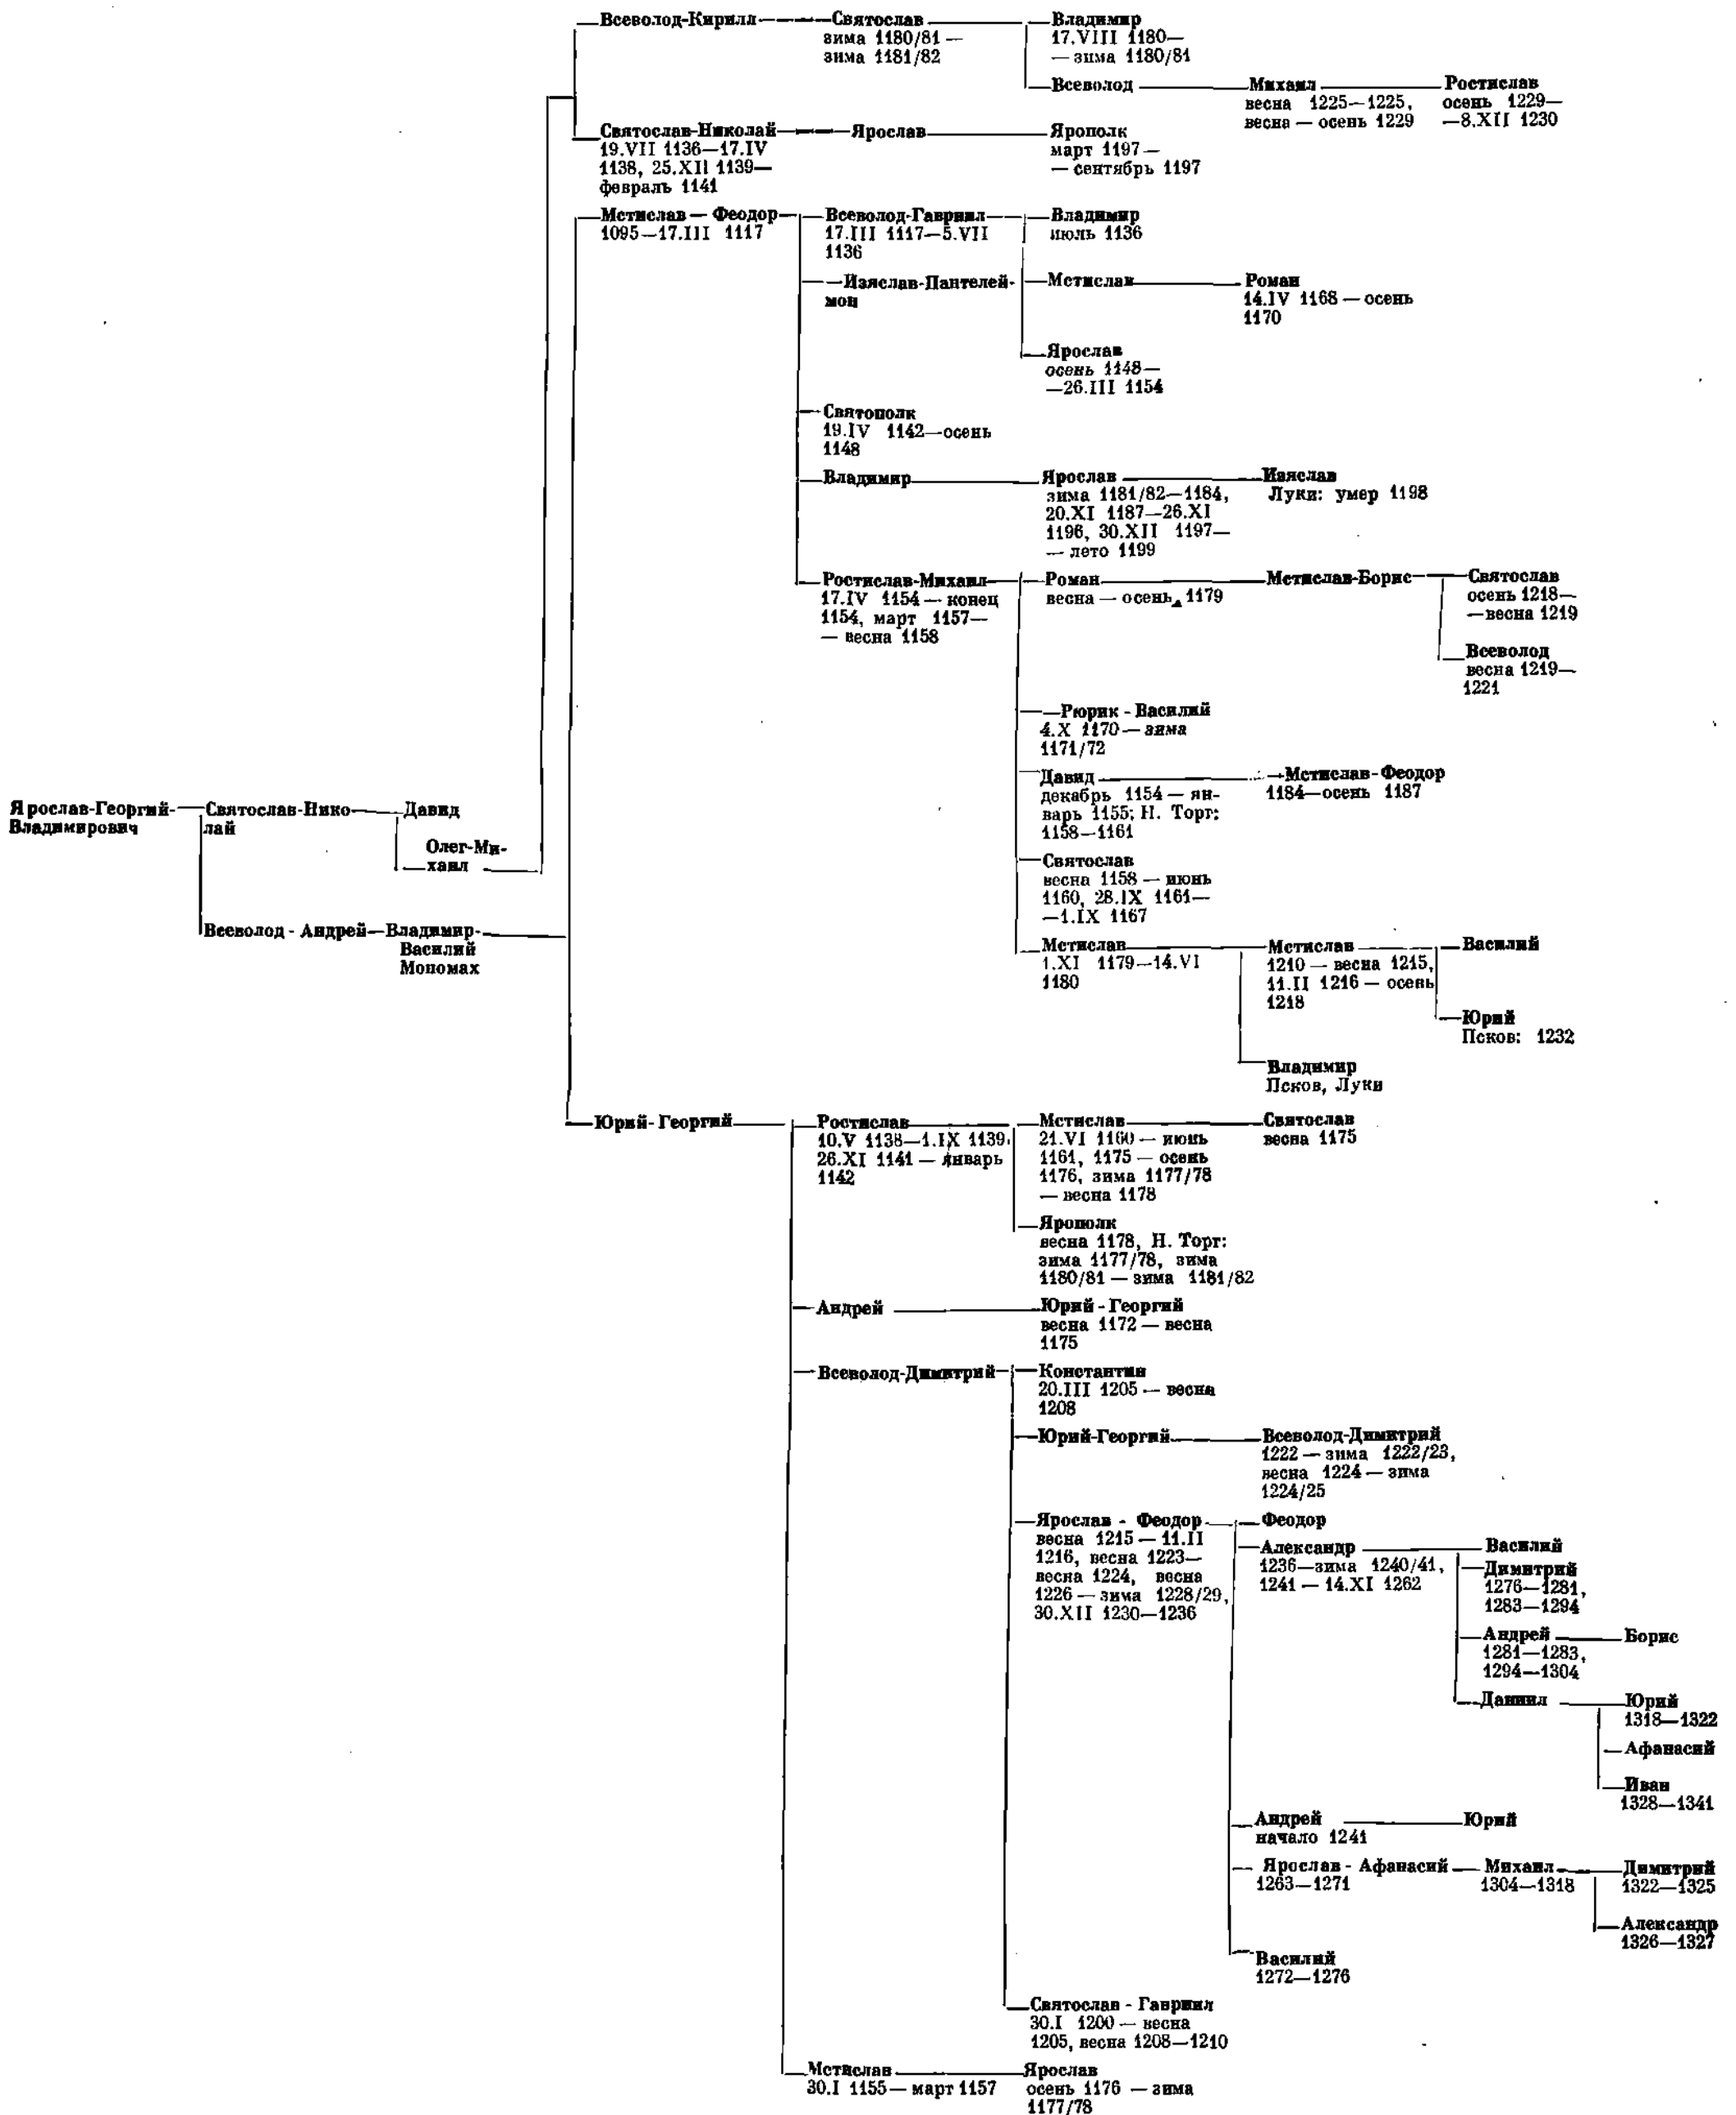 Всеволод-Кирилл
Святослав
зима 1180/81 —
зима 1181/82
Владимир
17.VIII 1180—
— зима 1180/81
Всеволод
Михаил
весна 1225—1225,
весна — осень 1229
Ростислав
осень 1229—
—8.XII 1230
Святослав-Николай
19.VII 1136—17.IV
1138, 25.XII 1139—
февраль 1141
Ярослав
Ярополк
март 1197 —
— сентябрь 1197
Мстислав — Феодор
1095—17.III 1117
Всеволод-Гавриил
17.III 1117—5.VII
1136
Владимир
июль 1136
—Изяслав-Пантелей-
мон
Мстислав
Роман
14.IV 1168 — осень
1170
Ярослав
осень 1148—
—26.III 1154
Святополк
19.IV 1142—осень
1148
Владимир
Ярослав
зима 1181/82—1184,
20.XI 1187—26.XI
1196, 30.XII 1197—
— лето 1199
Изяслав
Луки: умер 1198
Ростислав-Михаил
17.IV 1154 — конец
1154, март 1157—
— весна 1158
Роман
весна — осень 1179
Мстислав-Борис
Святослав
осень 1218—
—весна 1219
Всеволод
весна 1219—
1221
—Рюрик - Василий
4.X 1170 — зима
1171/72
Давид
декабрь 1154 — ян-
варь 1155; Н. Торг:
1158—1161
Мстислав-Феодор
1184—осень 1187
Ярослав-Георгий-
Владимирович
Святослав-Нико-
лай
Давид
Олег-Ми-
хаил
Святослав
весна 1158 — июнь
1160, 28.IX 1161—
—1.IX 1167
Всеволод - Андрей
Владимир-
Василий
Мономах
Мстислав
1.XI 1179—14.VI
1180
Мстислав
1210 — весна 1215,
11.II 1216 — осень
1218
Василий
Юрий
Псков: 1232
Владимир
Псков, Луки
Юрий-Георгий
Ростислав
10.V 1138—1.IX 1139,
26.XI 1141 — январь
1142
Мстислав
21.VI 1160 — июнь
1161, 1175 — осень
1176, зима 1177/78
— весна 1178
Святослав
весна 1175
Ярополк
весна 1178, Н. Торг:
зима 1177/78, зима
1180/81 — зима 1181/82
Андрей
Юрий - Георгий
весна 1172 — весна
1175
Всеволод-Димитрий
Константин
20.III 1205 — весна
1208
Юрий-Георгий
Всеволод-Димитрий
1222 — зима 1222/23,
весна 1224 — зима
1224/25
Ярослав - Феодор
весна 1215 — 11.II
1216, весна 1223—
весна 1224, весна
1226 — зима 1228/29,
30.XII 1230—1236
Феодор
Александр
1236—зима 1240/41,
1241 — 14.XI 1262
Василий
Димитрий
1276—1281,
1283—1294
Андрей
1281—1283,
1294—1304
Борис
Даниил
Юрий
1318—1322
Афанасий
Иван
1328—1341
Андрей
начало 1241
Юрий
Ярослав - Афанасий
1263—1271
Михаил
1304—1318
Димитрий
1322—1325
Александр
1326—1327
Василий
1272—1276
Святослав - Гавриил
30.I 1200 — весна
1205, весна 1208—1210
Мстислав
30.I 1155 — март 1157
Ярослав
осень 1176 — зима
1177/78